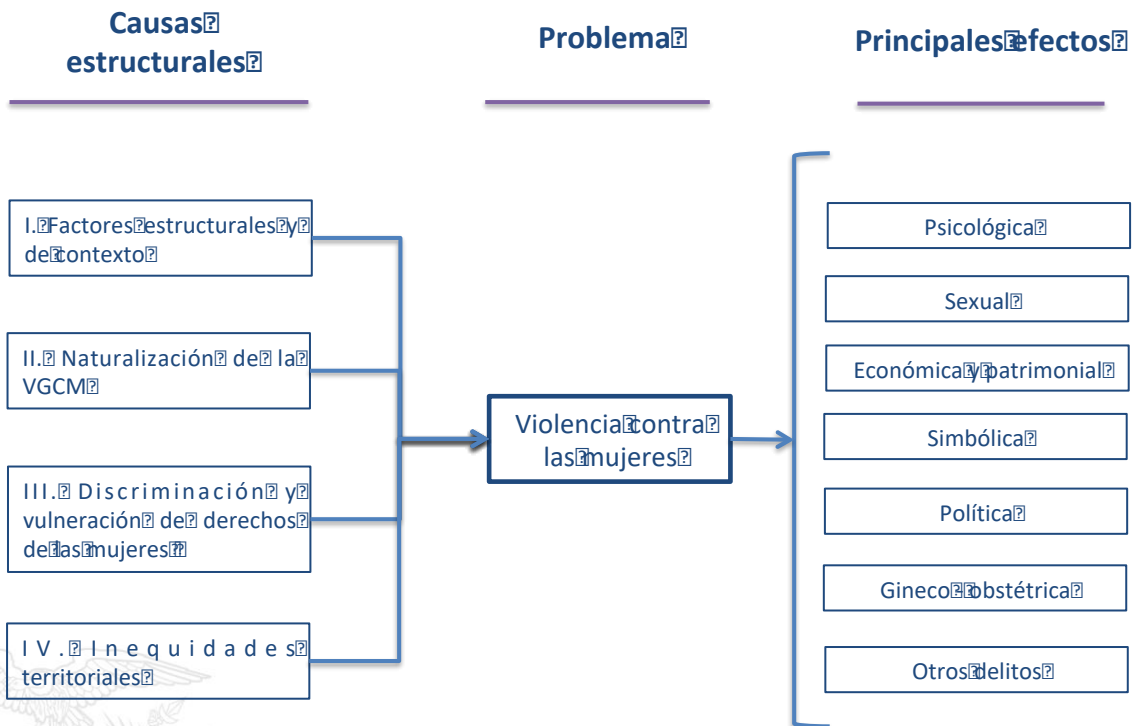 Causas
estructurales
Problema
Principales efectos
I. Factores estructurales y
de contexto
II. Naturalización de la
VGCM
III. Discriminación y
vulneración de derechos
de las mujeres
IV. Inequidades
territoriales
Violencia contra
las mujeres
Psicológica
Sexual
Económica y patrimonial
Simbólica
Política
Gineco - obstétrica
Otros delitos